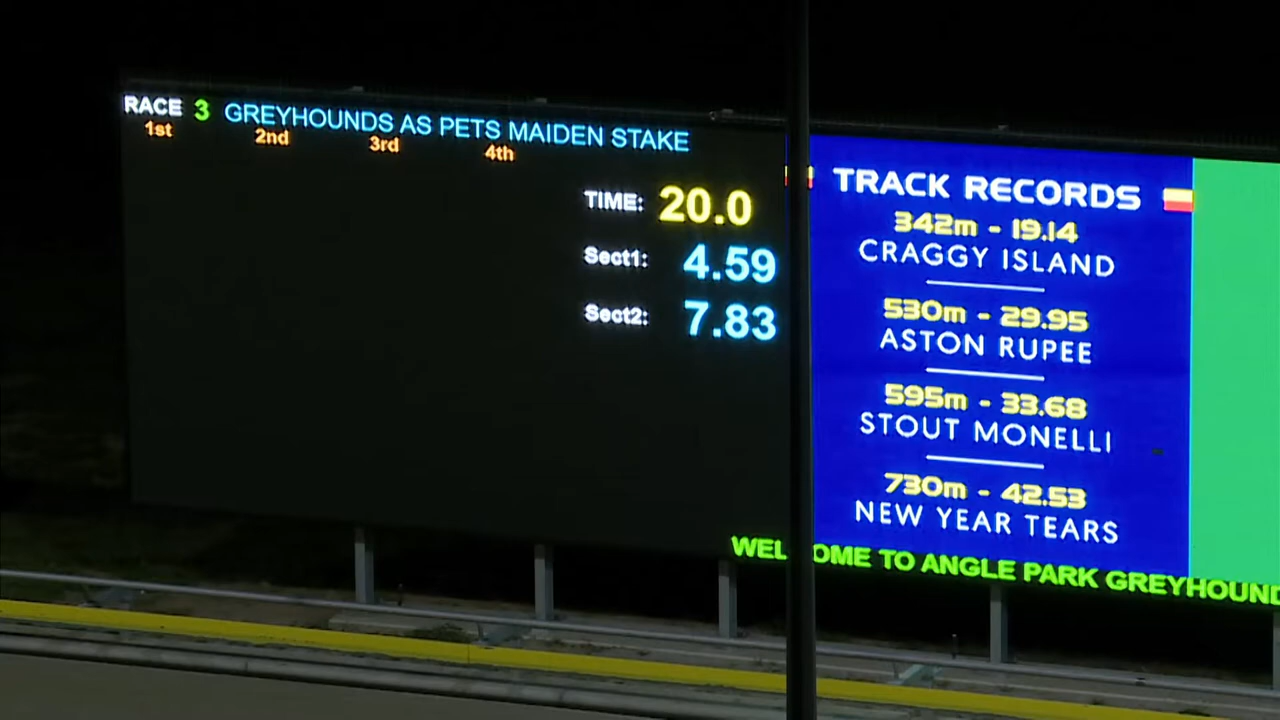 RACE 3 GREYHOUNDS AS PETS MAIDEN STAKE
1st 2nd 3rd 4th
TIME: 20.0
Sect1: 4.59
Sect2: 7.83
TRACK RECORDS
342m - 19.14
CRAGGY ISLAND
530m - 29.95
ASTON RUPEE
595m - 33.68
STOUT MONELLI
730m - 42.53
NEW YEAR TEARS
WELCOME TO ANGLE PARK GREYHOUND